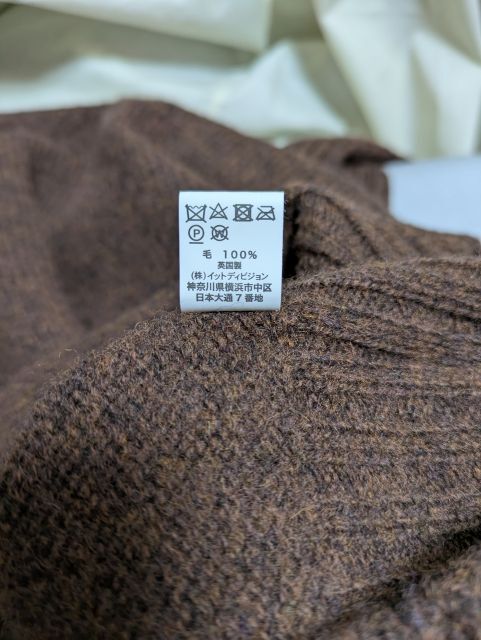 P W
毛 100%
英国製
(株)イットディビジョン
神奈川県横浜市中区
日本大通7番地